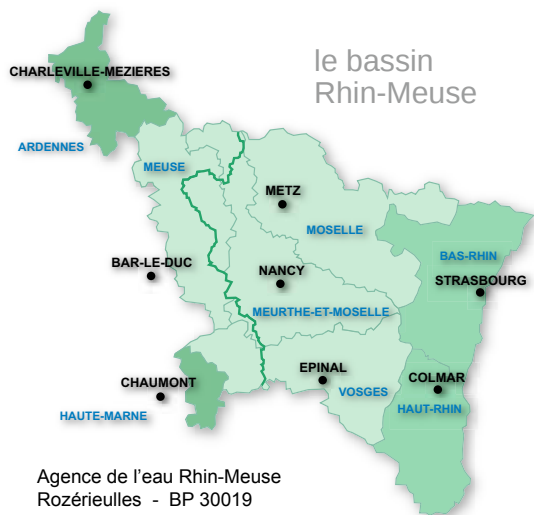 le bassin
Rhin-Meuse
CHARLEVILLE-MEZIERES
ARDENNES
MEUSE
METZ
MOSELLE
BAS-RHIN
BAR-LE-DUC
NANCY
STRASBOURG
MEURTHE-ET-MOSELLE
EPINAL
CHAUMONT
VOSGES
COLMAR
HAUTE-MARNE
HAUT-RHIN
Agence de l'eau Rhin-Meuse
Rozérieulles - BP 30019